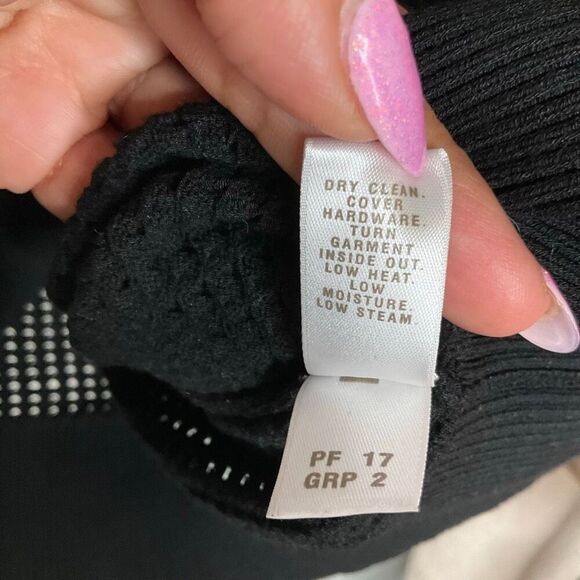 DRY CLEAN.
COVER
HARDWARE.
TURN
GARMENT
INSIDE OUT.
LOW HEAT.
LOW
MOISTURE.
LOW STEAM.
PF 17
GRP 2